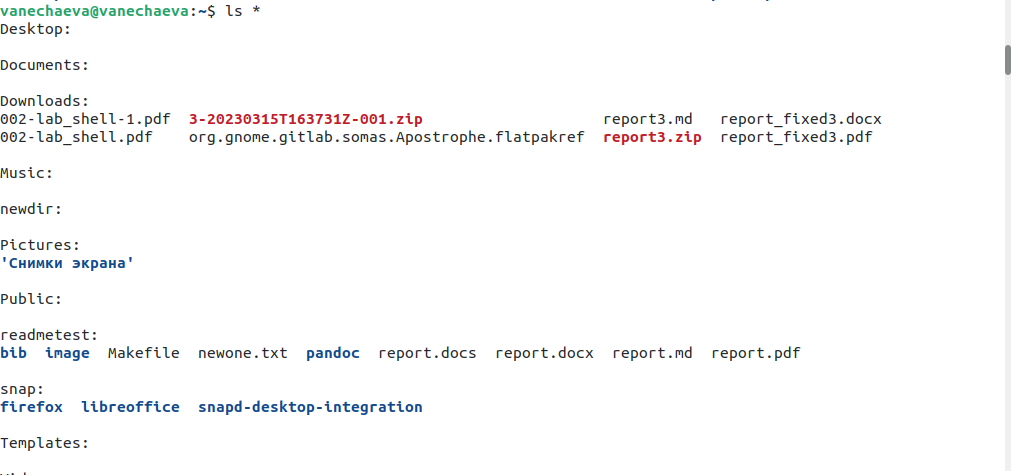 vanechaeva@vanechaeva:~$ ls *
Desktop:
Documents:
Downloads:
002-lab_shell-1.pdf  3-20230315T163731Z-001.zip                    report3.md   report_fixed3.docx
002-lab_shell.pdf    org.gnome.gitlab.somas.Apostrophe.flatpakref  report3.zip  report_fixed3.pdf
Music:
newdir:
Pictures:
'Снимки экрана'
Public:
readmetest:
bib  image  Makefile  newone.txt  pandoc  report.docs  report.docx  report.md  report.pdf
snap:
firefox  libreoffice  snapd-desktop-integration
Templates: